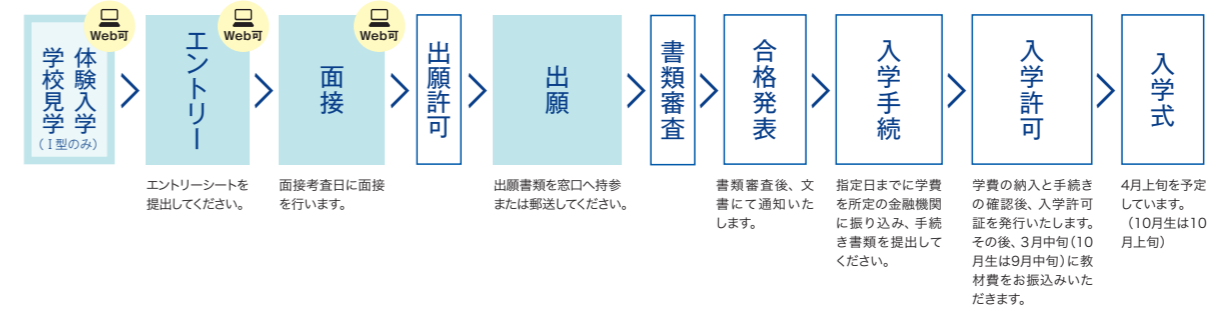 Web可
体験入学
学校見学
（Ⅰ型のみ）
Web可
エントリー
エントリーシートを
提出してください。
Web可
面接
面接考査日に面接
を行います。
出願許可
出願
出願書類を窓口へ持参
または郵送してください。
書類審査
合格発表
書類審査後、文
書にて通知いた
します。
入学手続
指定日までに学費
を所定の金融機関
に振り込み、手続
き書類を提出して
ください。
入学許可
学費の納入と手続き
の確認後、入学許可
証を発行いたします。
その後、3月中旬（10
月生は9月中旬）に教
材費をお振込みいた
だきます。
入学式
4月上旬を予定
しています。
（10月生は10
月上旬）